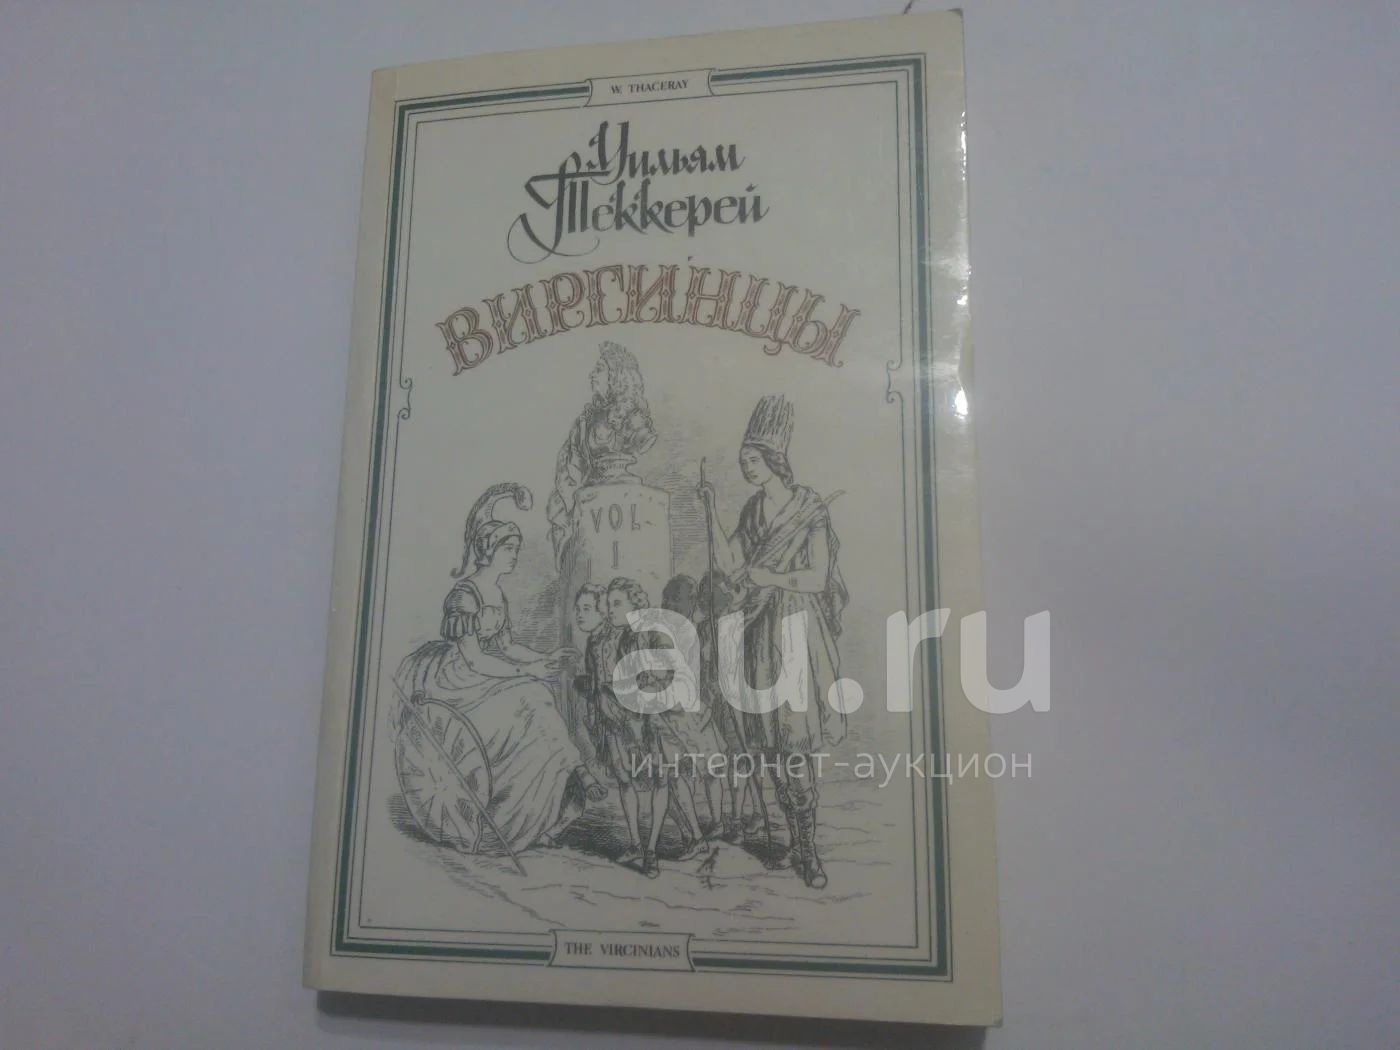 W. THACERAY
Уильям
Теккерей
ВИРГИНЦЫ
VOL
I
au.ru
интернет-аукцион
THE VIRCINIANS